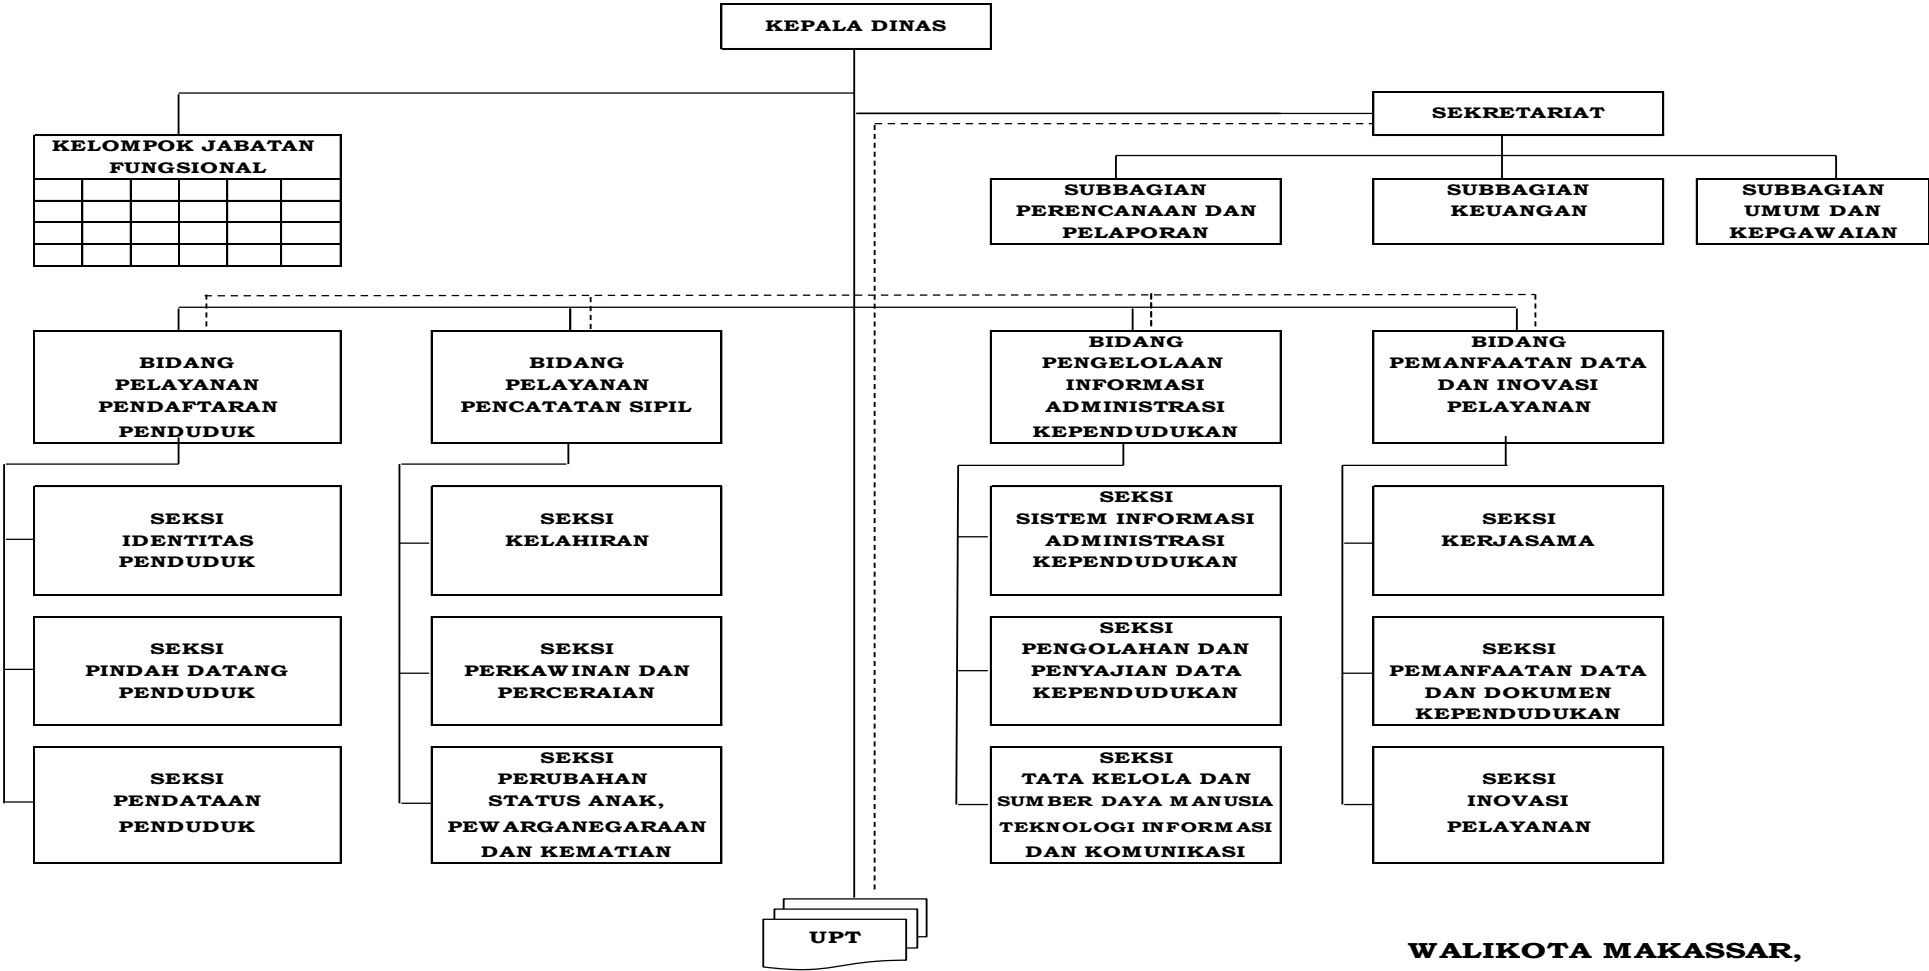 KEPALA DINAS
SEKRETARIAT
KELOMPOK JABATAN
FUNGSIONAL
SUBBAGIAN
PERENCANAAN DAN
PELAPORAN
SUBBAGIAN
KEUANGAN
SUBBAGIAN
UMUM DAN
KEPGAWAIAN
BIDANG
PELAYANAN
PENDAFTARAN
PENDUDUK
BIDANG
PELAYANAN
PENCATATAN SIPIL
BIDANG
PENGELOLAAN
INFORMASI
ADMINISTRASI
KEPENDUDUKAN
BIDANG
PEMANFAATAN DATA
DAN INOVASI
PELAYANAN
SEKSI
IDENTITAS
PENDUDUK
SEKSI
KELAHIRAN
SEKSI
SISTEM INFORMASI
ADMINISTRASI
KEPENDUDUKAN
SEKSI
KERJASAMA
SEKSI
PINDAH DATANG
PENDUDUK
SEKSI
PERKAWINAN DAN
PERCERAIAN
SEKSI
PENGOLAHAN DAN
PENYAJIAN DATA
KEPENDUDUKAN
SEKSI
PEMANFAATAN DATA
DAN DOKUMEN
KEPENDUDUKAN
SEKSI
PENDATAAN
PENDUDUK
SEKSI
PERUBAHAN
STATUS ANAK,
PEWARGANEGARAAN
DAN KEMATIAN
SEKSI
TATA KELOLA DAN
SUMBER DAYA MANUSIA
TEKNOLOGI INFORMASI
DAN KOMUNIKASI
SEKSI
INOVASI
PELAYANAN
UPT
WALIKOTA MAKASSAR,